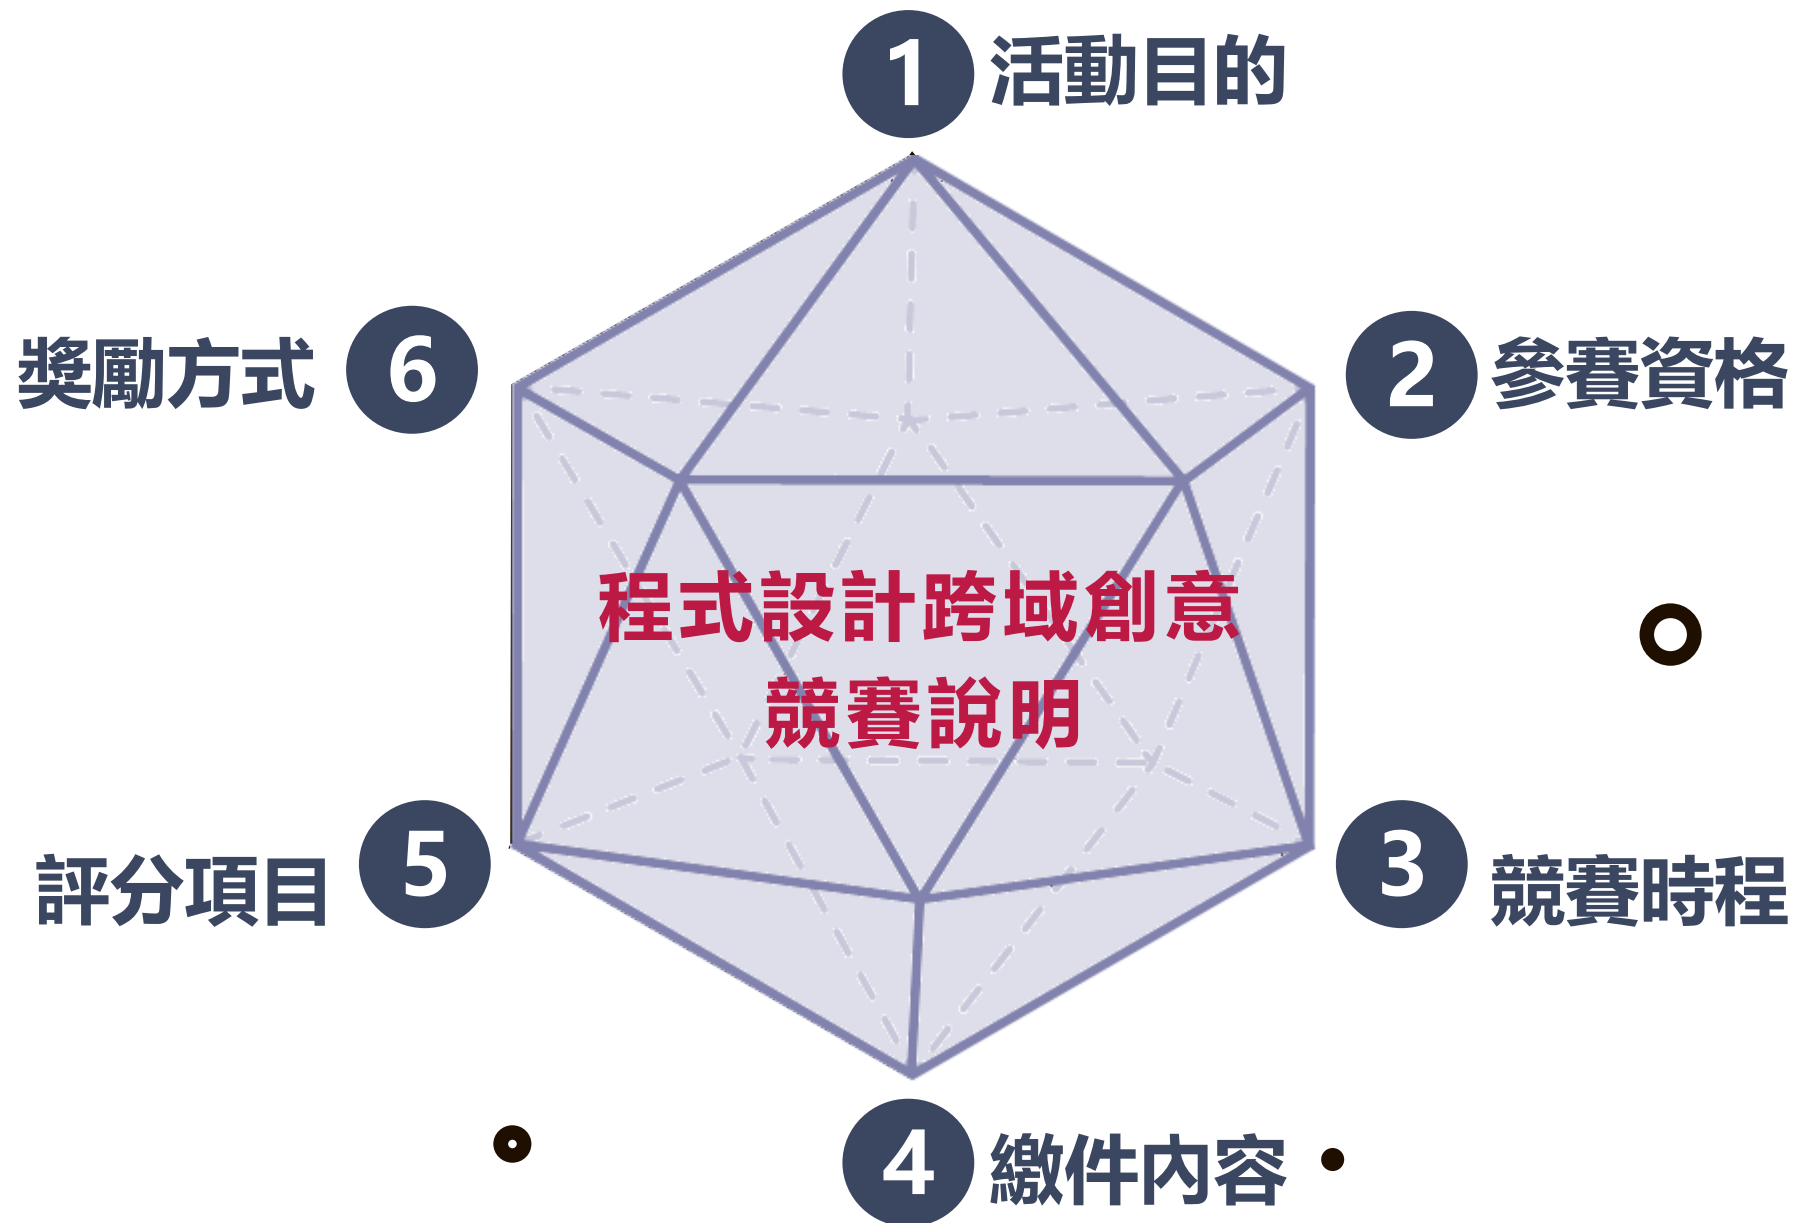 1 活動目的
2 參賽資格
3 競賽時程
4 繳件內容
5 評分項目
6 獎勵方式
程式設計跨域創意
競賽說明